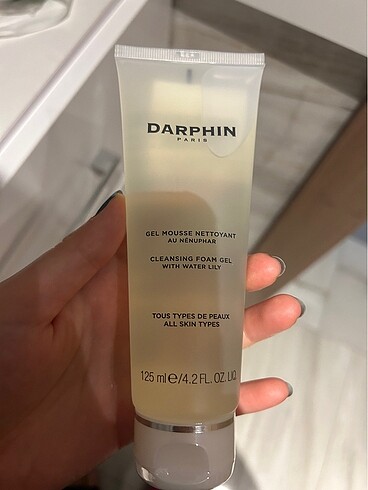 DARPHIN
PARIS
GEL MOUSSE NETTOYANT
AU NÉNUPHAR
CLEANSING FOAM GEL
WITH WATER LILY
TOUS TYPES DE PEAUX
ALL SKIN TYPES
125 ml ℮/4.2 FL. OZ. LIQ.